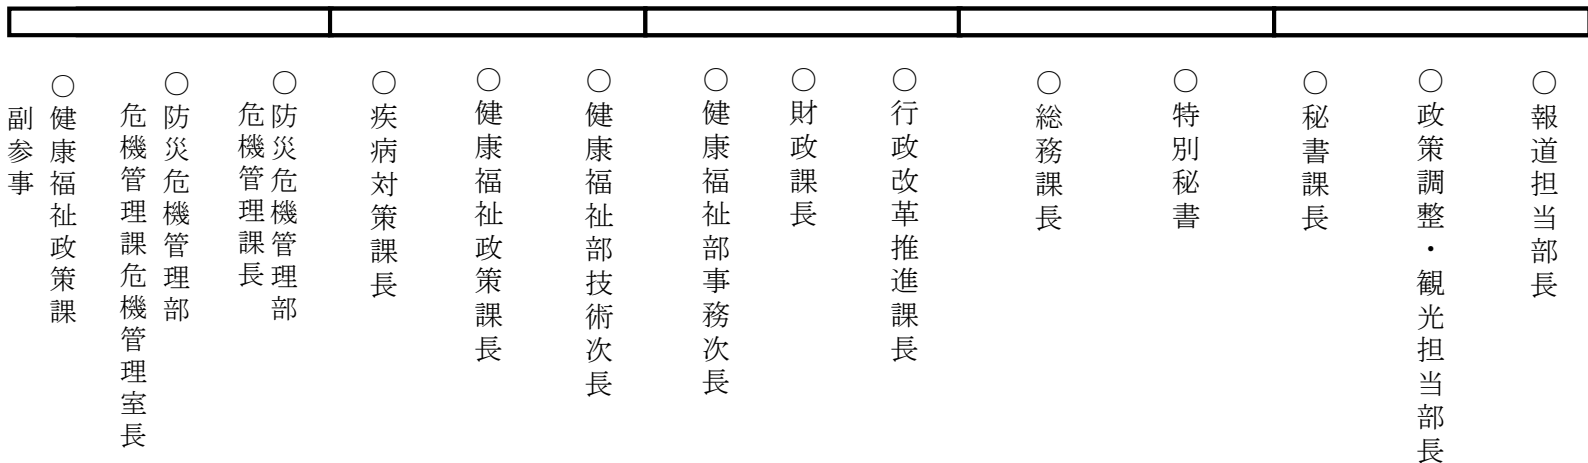 ○報道担当部長
○政策調整・観光担当部長
○秘書課長
○特別秘書
○総務課長
○行政改革推進課長
○財政課長
○健康福祉部事務次長
○健康福祉部技術次長
○健康福祉政策課長
○疾病対策課長
○防災危機管理部
危機管理課長
○防災危機管理部
危機管理課危機管理室長
○健康福祉政策課
副参事